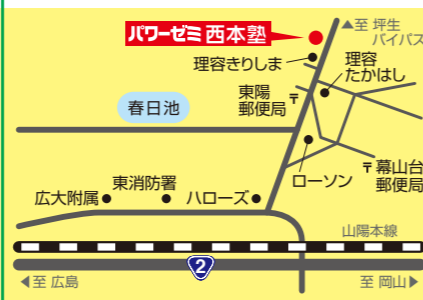 ▲至 坪生
バイパス
パワーゼミ 西本塾
理容きりしま
理容
たかはし
東陽
郵便局
〒
春日池
ローソン
〒幕山台
郵便局
東消防署
広大附属
ハローズ
山陽本線
2
◀至 広島
至 岡山▶